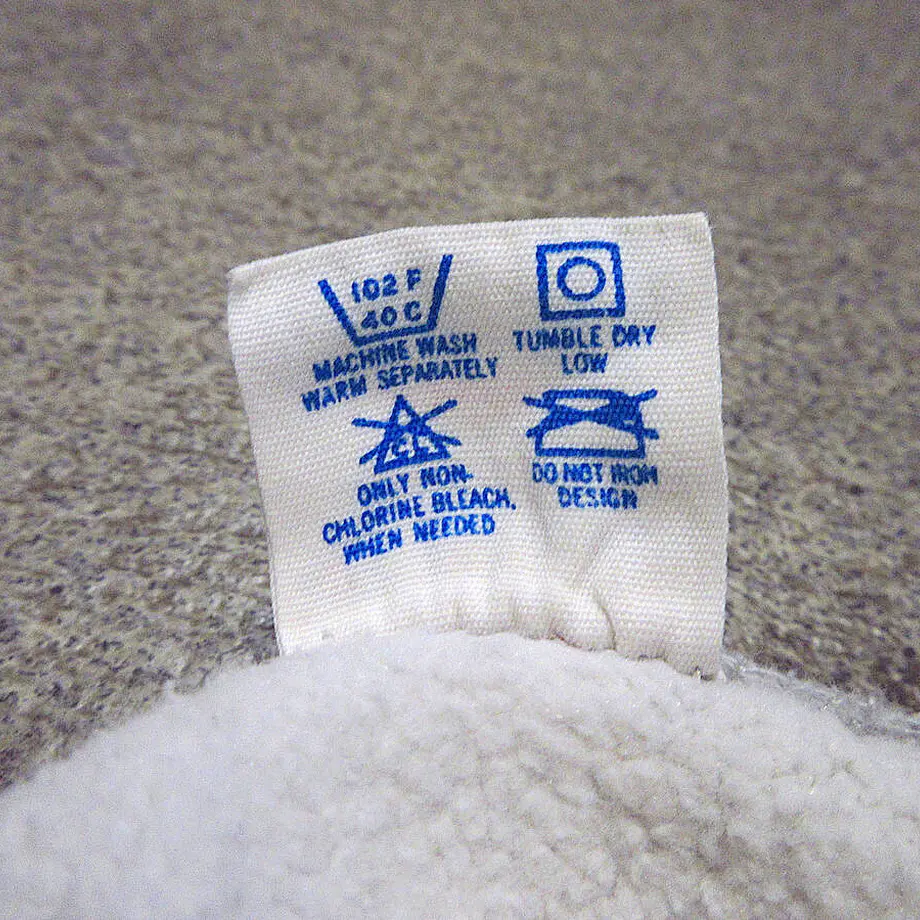 102 F
40 C
MACHINE WASH
WARM SEPARATELY
TUMBLE DRY
LOW
CL
ONLY NON-
CHLORINE BLEACH,
WHEN NEEDED
DO NOT IRON
DESIGN